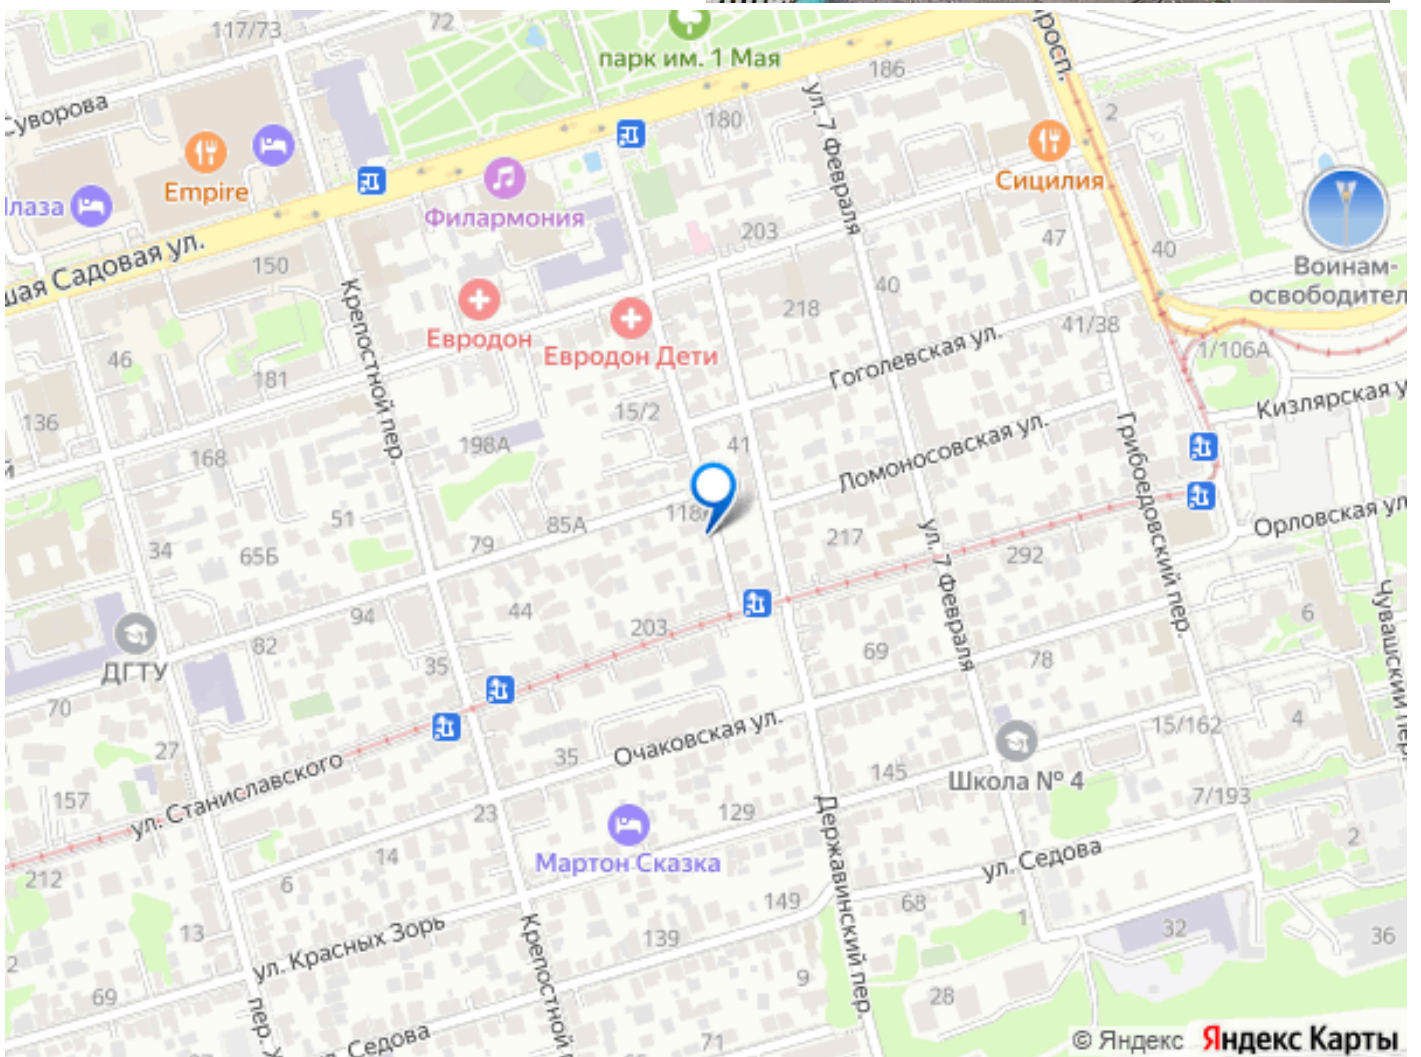 117/73
72
парк им. 1 Мая
186
просп.
2
Суворова
180
ул. 7 Февраля
Empire
Сицилия
Плаза
Филармония
203
47
40
Воинам-
освободител
шая Садовая ул.
150
Крепостной пер.
40
218
Евродон
Евродон Дети
41/38
1/106А
46
181
Гоголевская ул.
Кизлярская у
136
15/2
168
198А
41
Ломоносовская ул.
Грибоедовский пер.
51
85А
118
Орловская ул
34
65Б
79
217
ул. 7 Февраля
292
94
44
203
6
Чувашский пер.
ДГТУ
82
35
69
78
70
27
15/162
4
Очаковская ул.
35
145
Школа № 4
157
ул. Станиславского
23
129
7/193
Державинский пер.
2
Мартон Сказка
14
212
6
ул. Седова
149
68
1
32
36
13
ул. Красных Зорь
139
Крепостной п
2
69
9
28
пер. У
Седова
71
© Яндекс Яндекс Карты